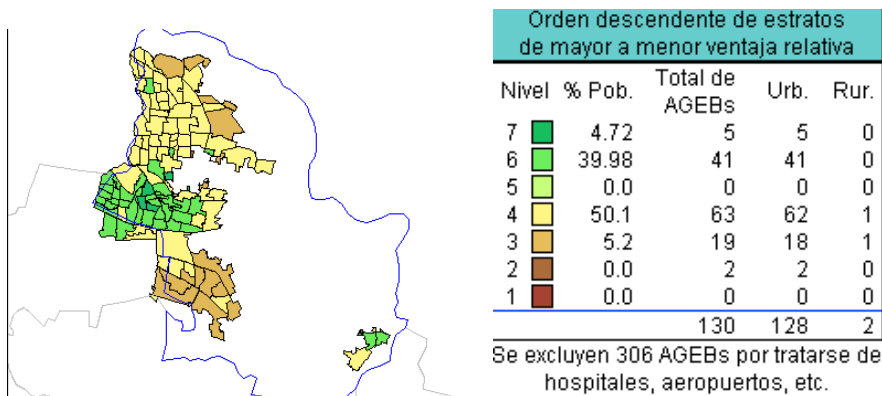 Orden descendente de estratos
de mayor a menor ventaja relativa
Nivel % Pob. Total de AGEBs Urb. Rur.
7 4.72 5 5 0
6 39.98 41 41 0
5 0.0 0 0 0
4 50.1 63 62 1
3 5.2 19 18 1
2 0.0 2 2 0
1 0.0 0 0 0
130 128 2
Se excluyen 306 AGEBs por tratarse de
hospitales, aeropuertos, etc.